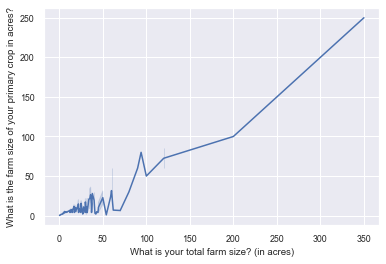 What is the farm size of your primary crop in acres?
250
200
150
100
50
0
0 50 100 150 200 250 300 350
What is your total farm size? (in acres)